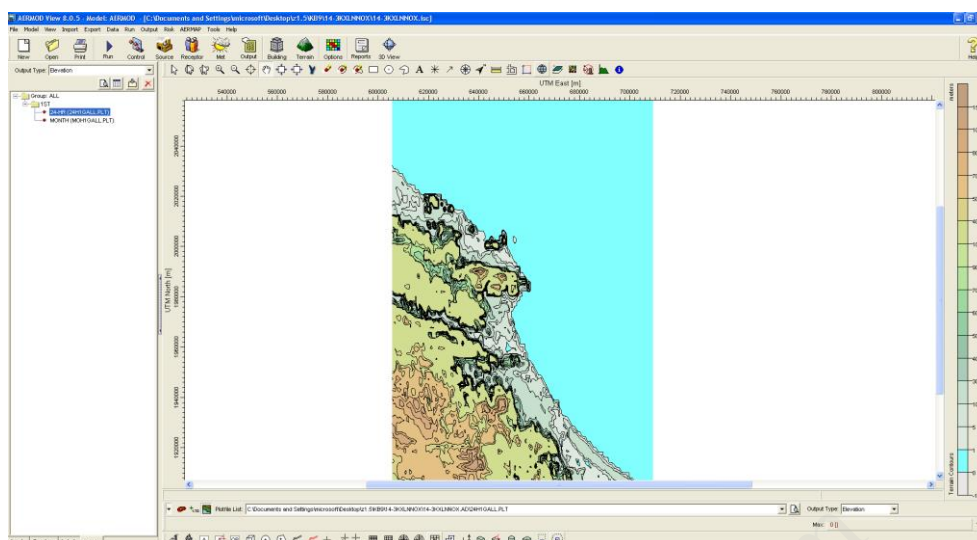 AERMOD View 8.0.5 - Model: AERMOD - [C:\Documents and Settings\microsoft\Desktop\z1.5\KB9\14-3KXLNNOX\14-3KXLNNOX.isc]
File Model View Import Export Data Run Output Risk AERMAP Tools Help
New Open Print Run Control Source Receptor Met Output Building Terrain Options Reports 3D View Help
Output Type: Elevation
UTM East [m]
540000 560000 580000 600000 620000 640000 660000 680000 700000 720000 740000 760000 780000 800000
Group: ALL
1ST
24-HR (24H1GALL.PLT)
MONTH (MOH1GALL.PLT)
meters
UTM North [m]
2040000
2020000
2000000
1980000
1960000
1940000
1920000
Terrain Contours
Plotfile List: C:\Documents and Settings\microsoft\Desktop\z1.5\KB9\14-3KXLNNOX\14-3KXLNNOX.AD\24H1GALL.PLT
Output Type: Elevation
Max: 0 []